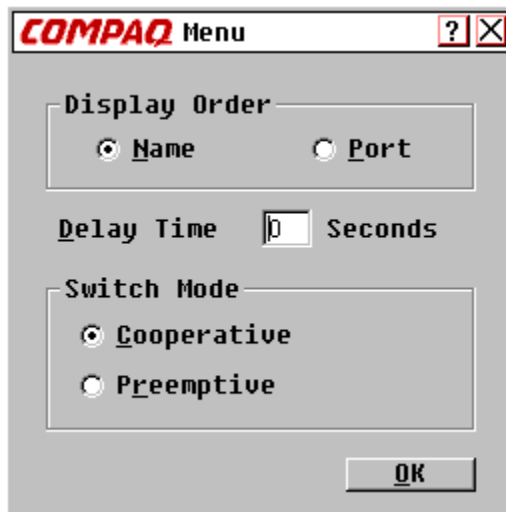 COMPAQ Menu ?
Display Order
Name Port
Delay Time 0 Seconds
Switch Mode
Cooperative
Preemptive
OK